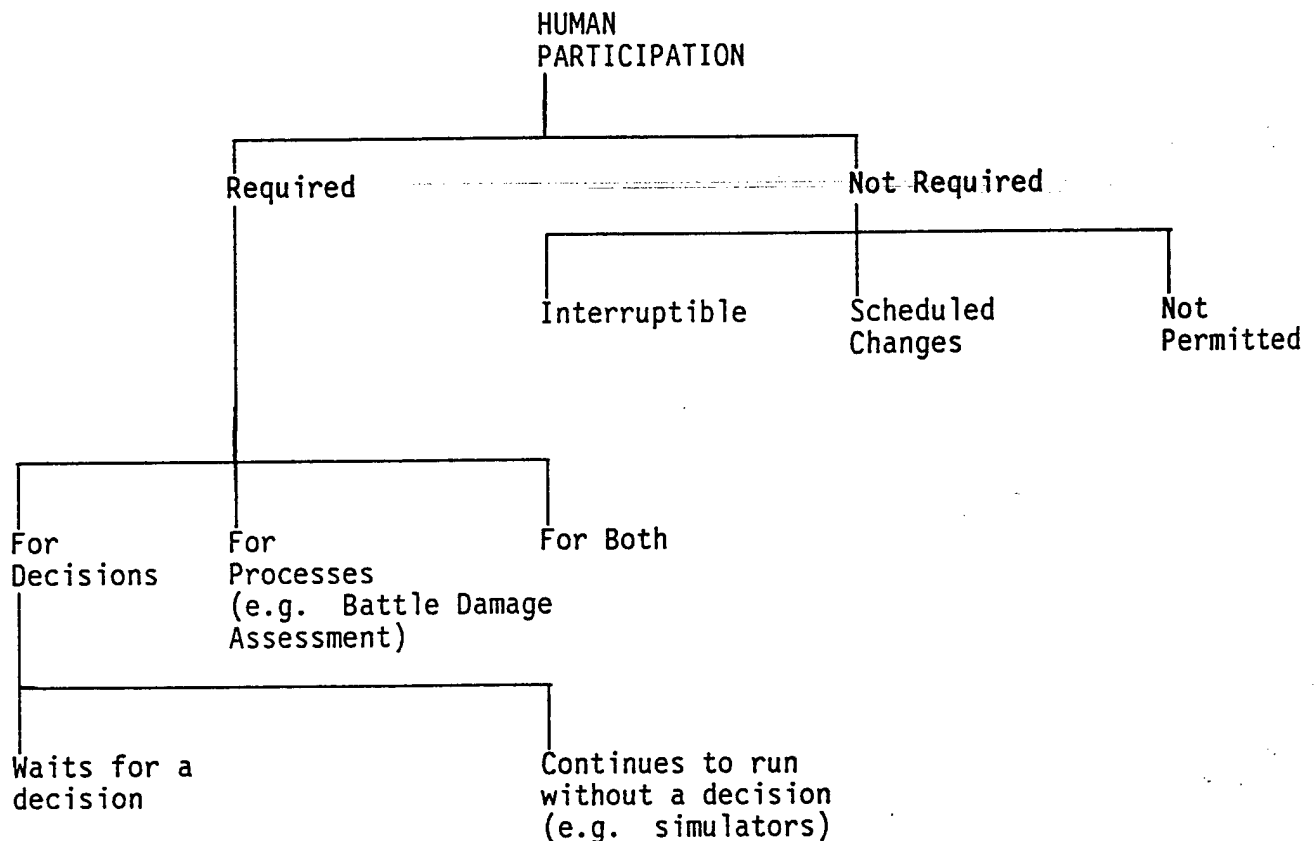 HUMAN
PARTICIPATION
Required
Not Required
Interruptible
Scheduled
Changes
Not
Permitted
For
Decisions
For
Processes
(e.g. Battle Damage
Assessment)
For Both
Waits for a
decision
Continues to run
without a decision
(e.g. simulators)